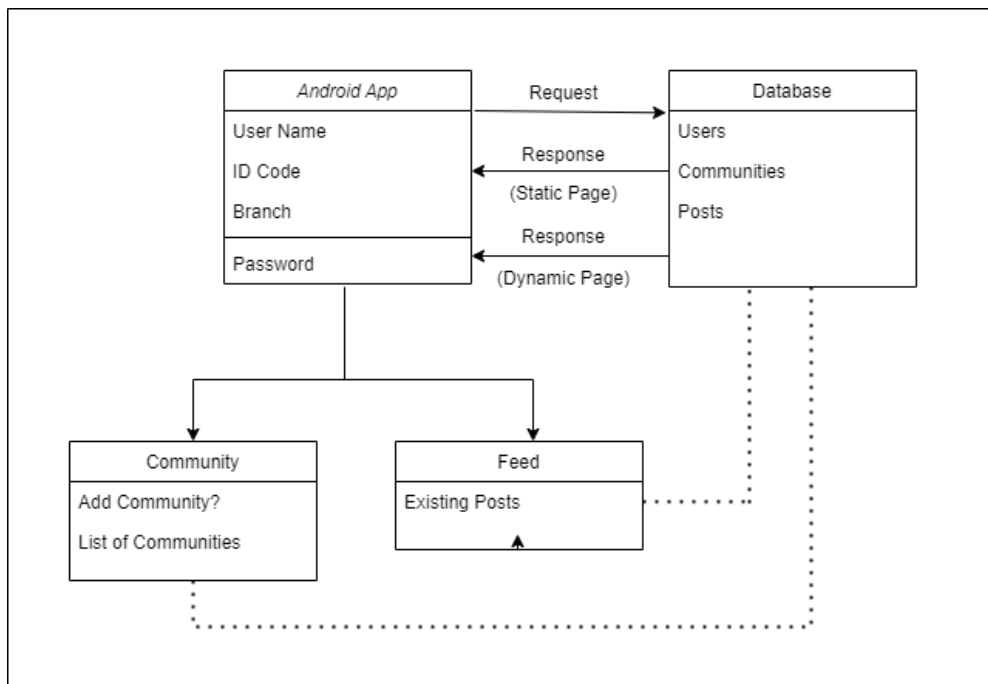 Android App
User Name
ID Code
Branch
Password
Request
Response
(Static Page)
Response
(Dynamic Page)
Database
Users
Communities
Posts
Community
Add Community?
List of Communities
Feed
Existing Posts